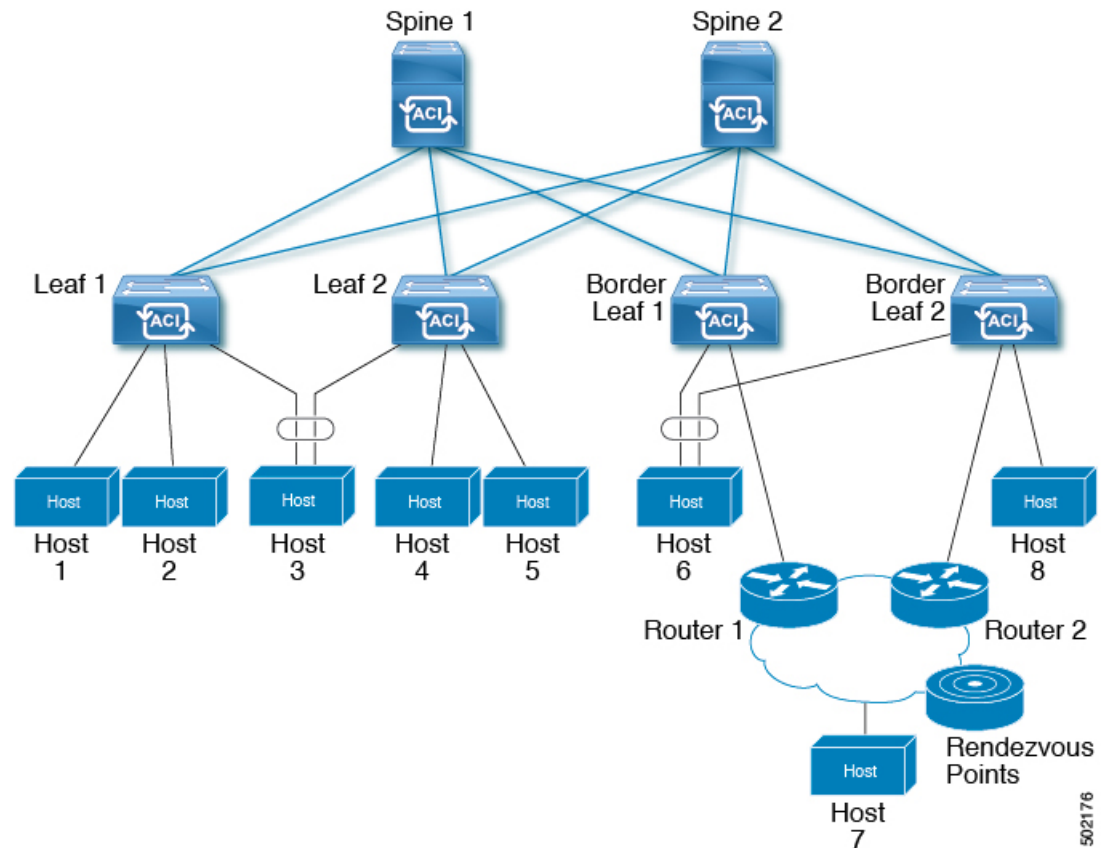 Spine 1
Spine 2
ACI
ACI
Leaf 1
Leaf 2
Border
Leaf 1
Border
Leaf 2
ACI
ACI
ACI
ACI
Host
Host
Host
Host
Host
Host
Host
Host
1
Host
2
Host
3
Host
4
Host
5
Host
6
Host
8
Router 1
Router 2
Rendezvous
Points
Host
Host
7
502176